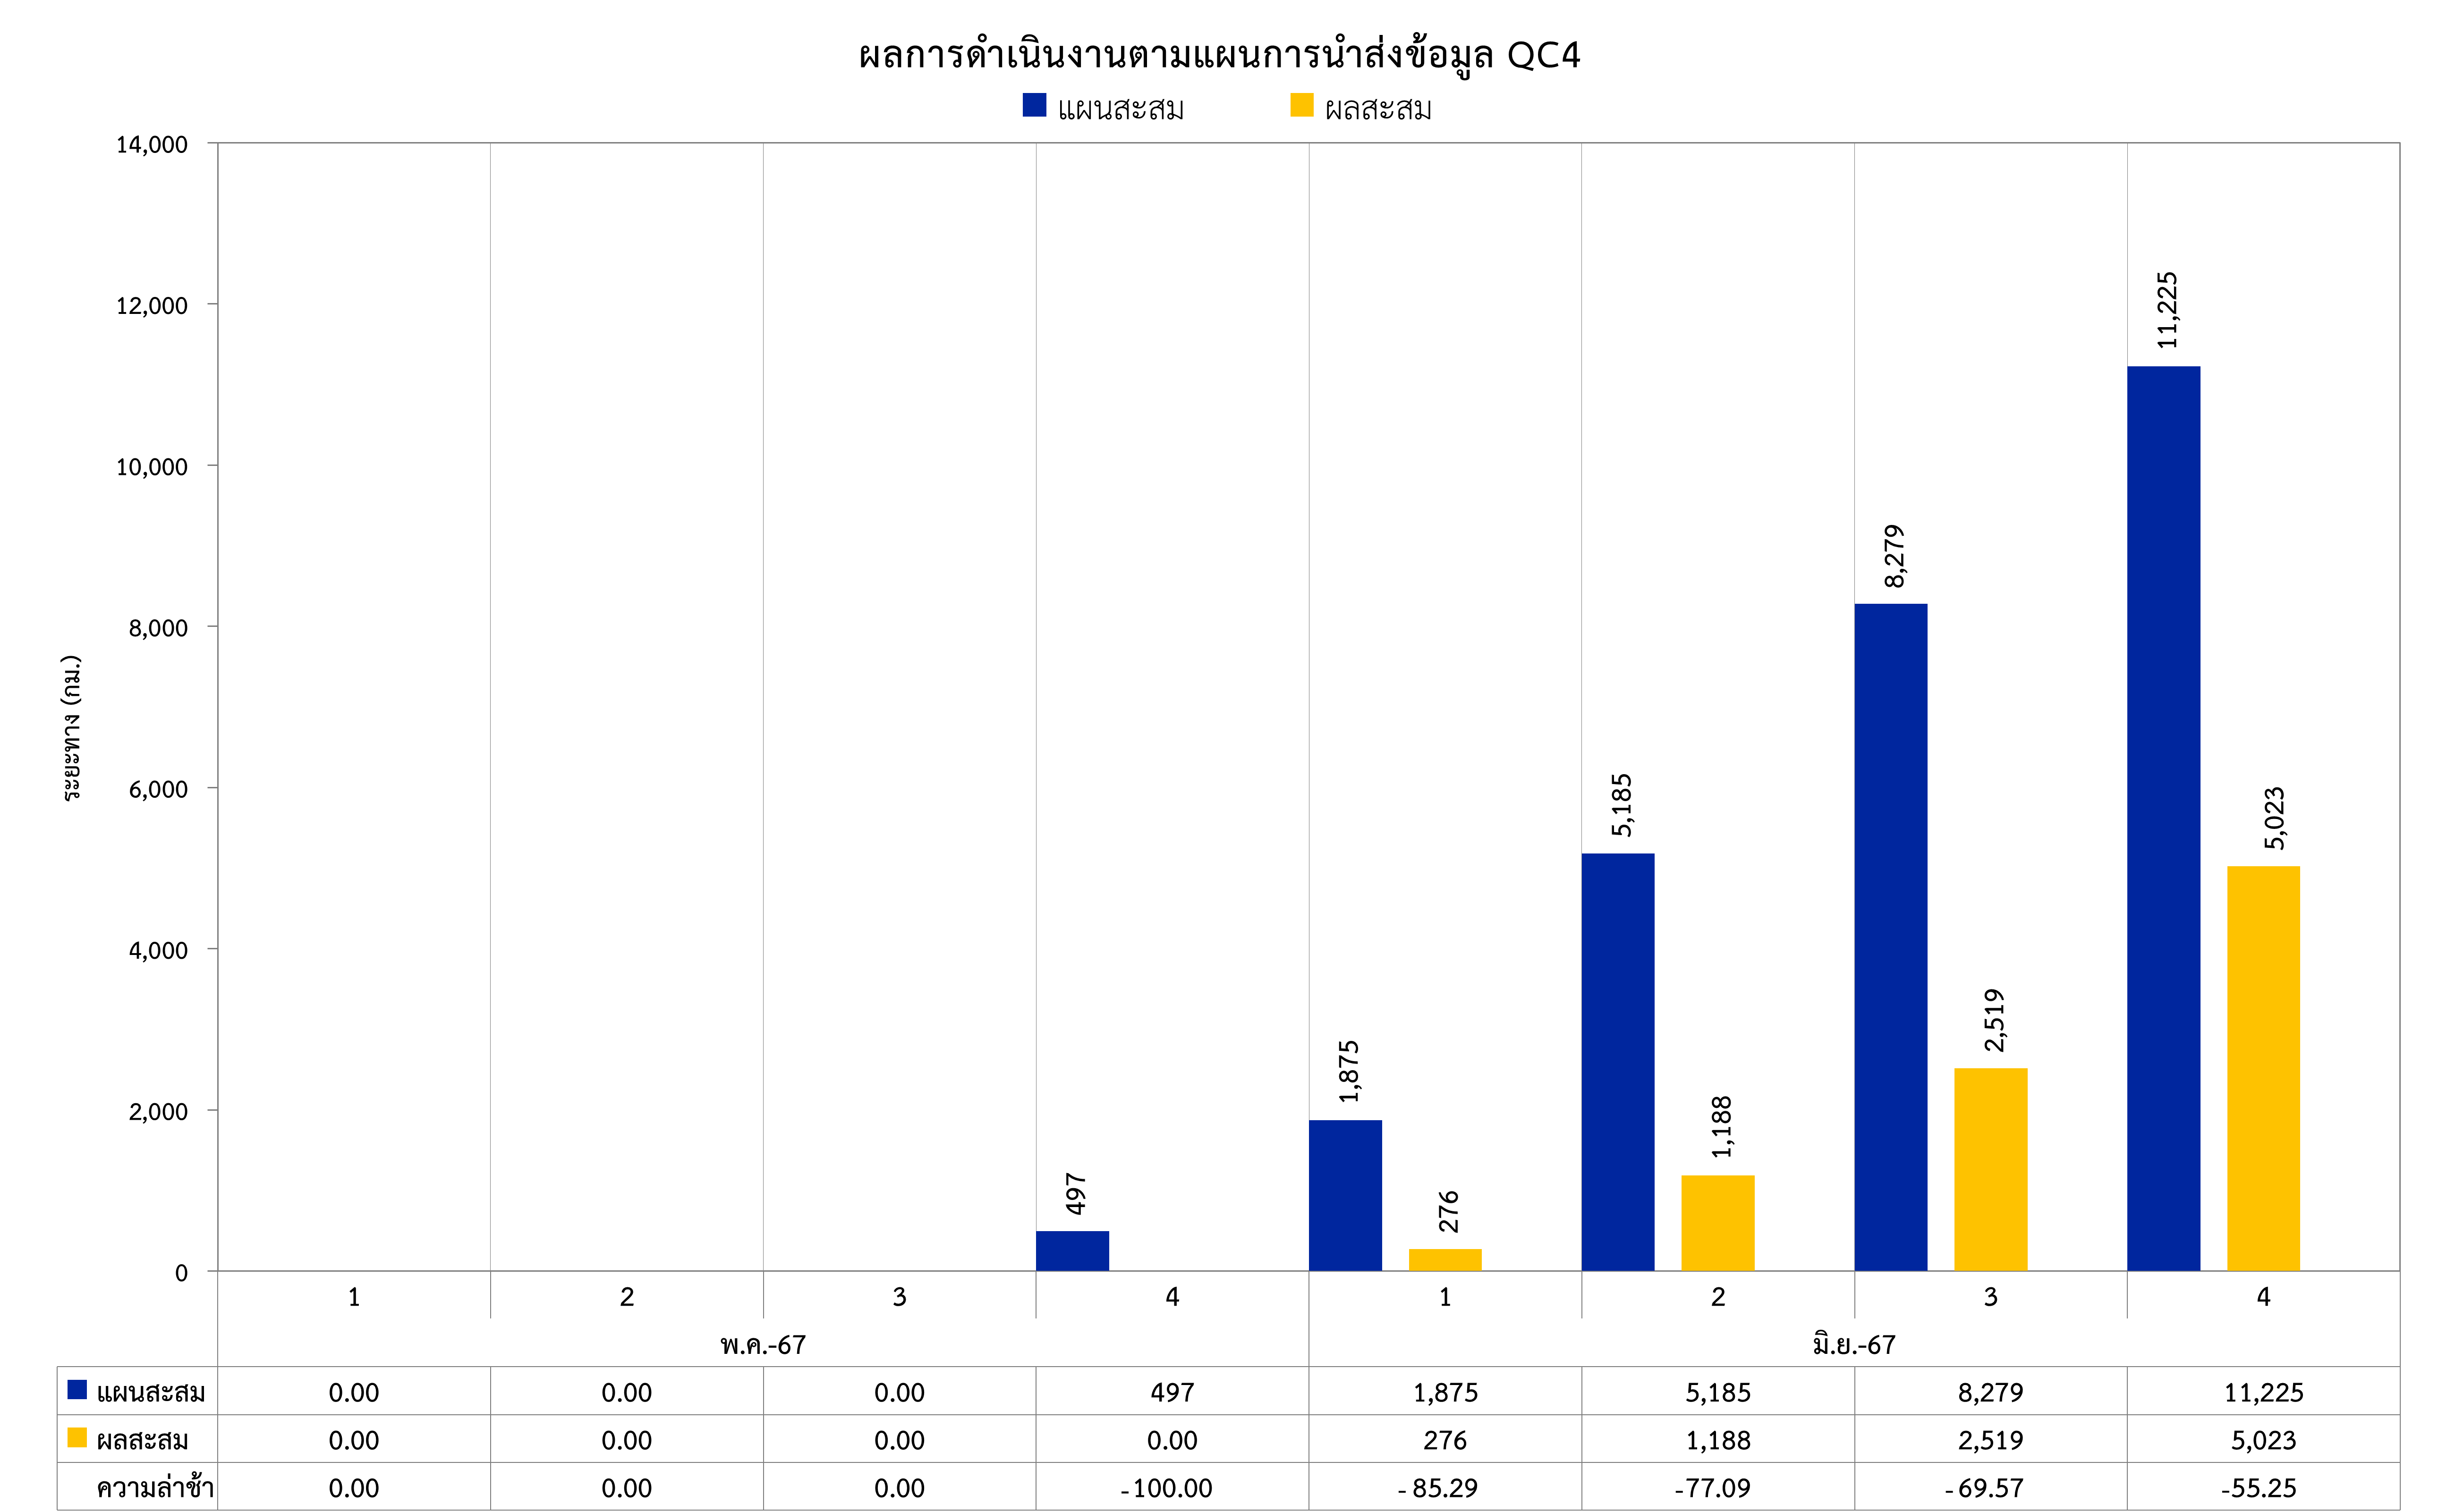 ผลการดำเนินงานตามแผนการนำส่งข้อมูล QC4
แผนสะสม ผลสะสม
ระยะทาง (กม.)
14,000
12,000
10,000
8,000
6,000
4,000
2,000
0
497
1,875
276
5,185
1,188
8,279
2,519
11,225
5,023
1 2 3 4 1 2 3 4
พ.ค.-67 มิ.ย.-67
แผนสะสม 0.00 0.00 0.00 497 1,875 5,185 8,279 11,225
ผลสะสม 0.00 0.00 0.00 0.00 276 1,188 2,519 5,023
ความล่าช้า 0.00 0.00 0.00 -100.00 -85.29 -77.09 -69.57 -55.25